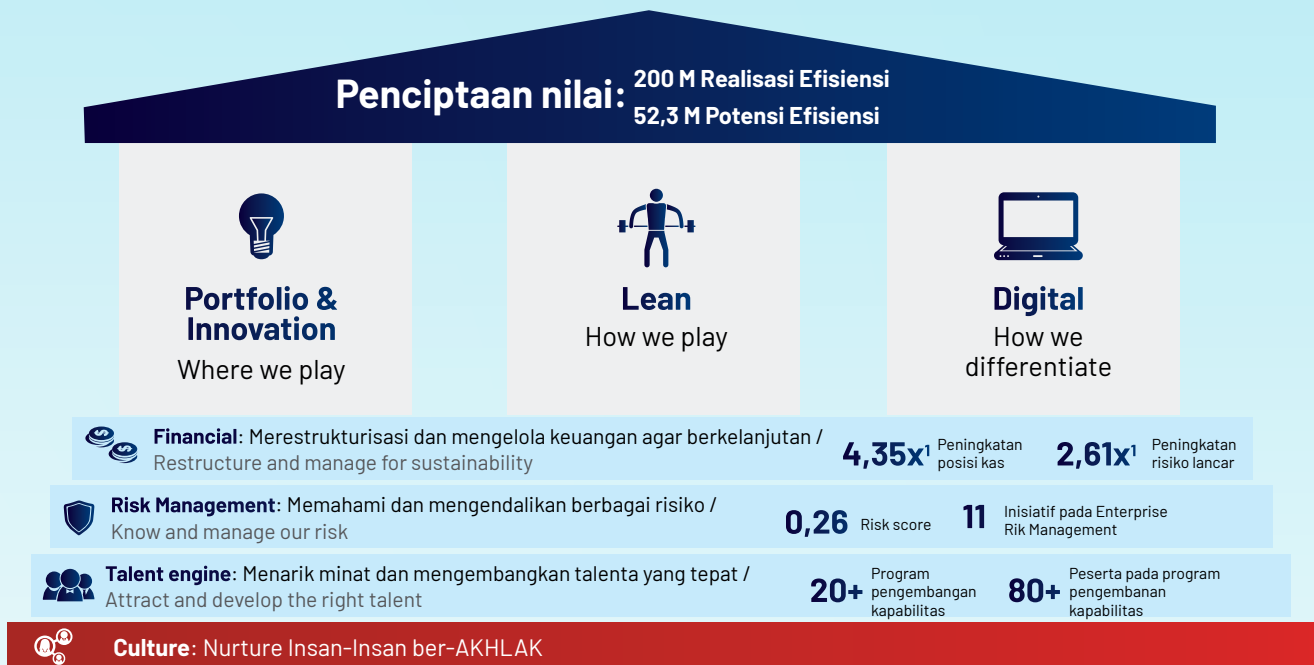 Penciptaan nilai:
200 M Realisasi Efisiensi
52,3 M Potensi Efisiensi
Portfolio &
Innovation
Where we play
Lean
How we play
Digital
How we
differentiate
Financial: Merestrukturisasi dan mengelola keuangan agar berkelanjutan /
Restructure and manage for sustainability
4,35x¹
Peningkatan
posisi kas
2,61x¹
Peningkatan
risiko lancar
Risk Management: Memahami dan mengendalikan berbagai risiko /
Know and manage our risk
0,26 Risk score
11
Inisiatif pada Enterprise
Rik Management
Talent engine: Menarik minat dan mengembangkan talenta yang tepat /
Attract and develop the right talent
20+
Program
pengembangan
kapabilitas
80+
Peserta pada program
pengembanan
kapabilitas
Culture: Nurture Insan-Insan ber-AKHLAK